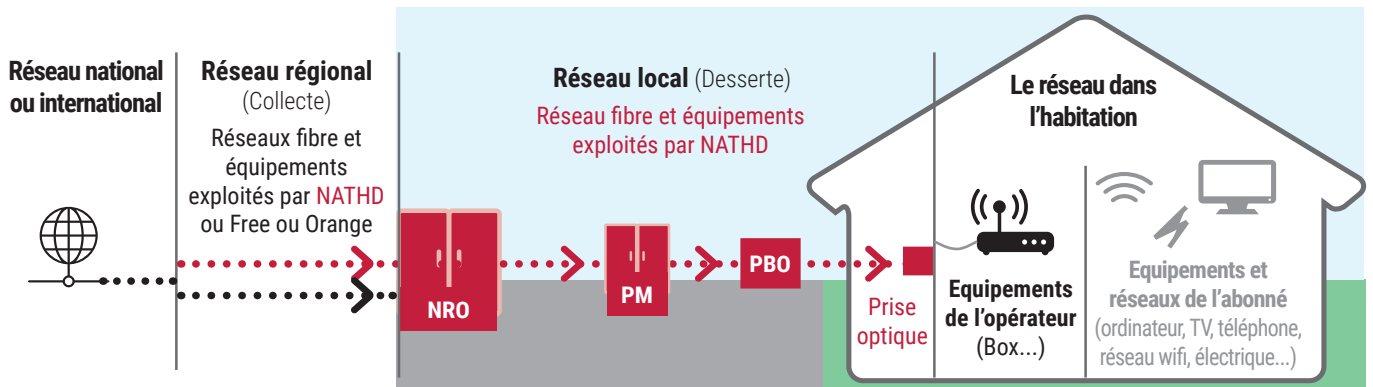 Réseau national
ou international
Réseau régional
(Collecte)
Réseaux fibre et
équipements
exploités par NATHD
ou Free ou Orange
Réseau local (Desserte)
Réseau fibre et équipements
exploités par NATHD
NRO
PM
PBO
Prise
optique
Le réseau dans
l'habitation
Equipements
de l'opérateur
(Box...)
Equipements et
réseaux de l'abonné
(ordinateur, TV, téléphone,
réseau wifi, électrique...)